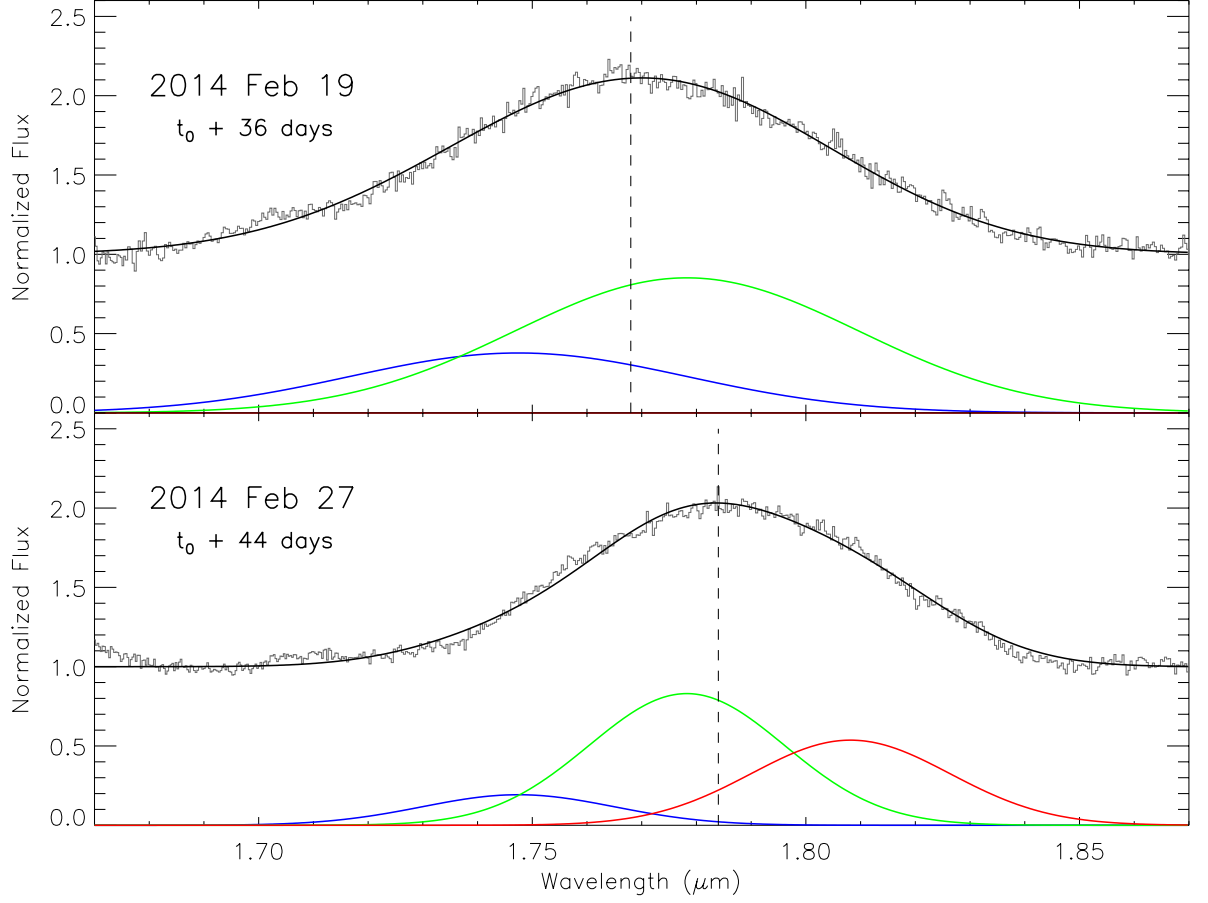 2.5
2.0
1.5
1.0
0.5
0.0
Normalized Flux
2014 Feb 19
t₀ + 36 days
2.5
2.0
1.5
1.0
0.5
0.0
Normalized Flux
2014 Feb 27
t₀ + 44 days
1.70 1.75 1.80 1.85
Wavelength (μm)